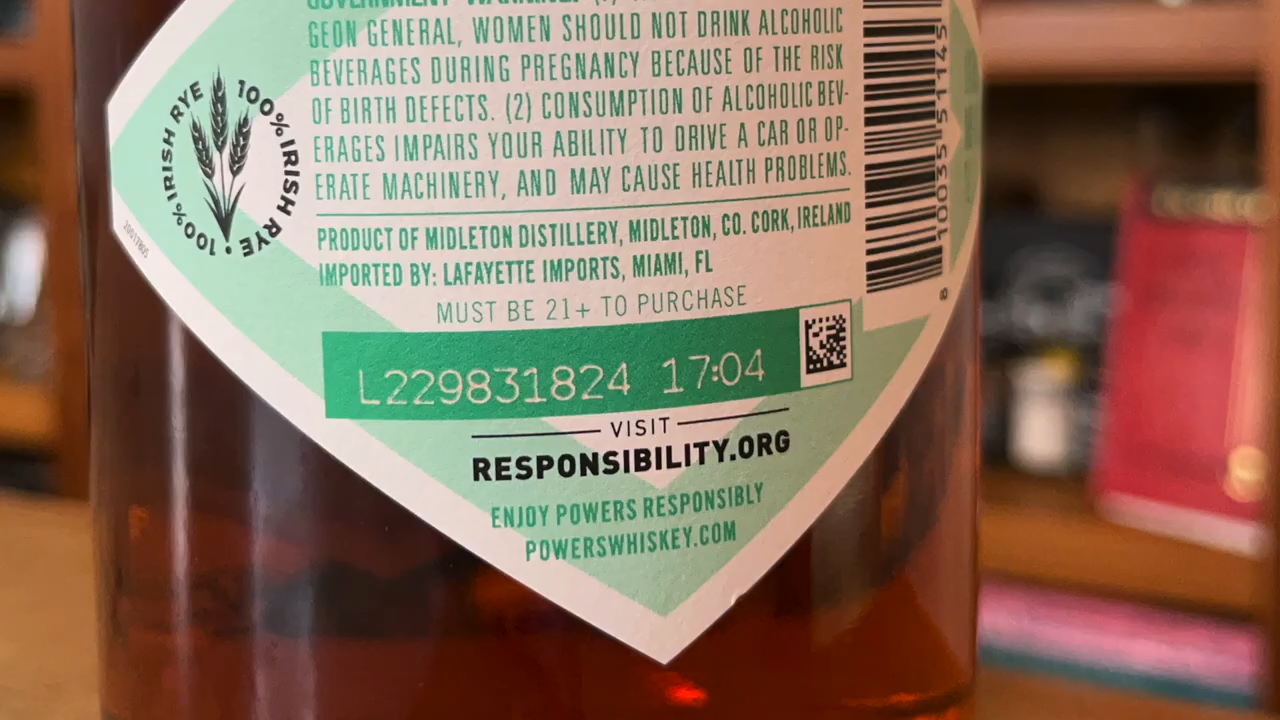 GOVERNMENT WARNING:
GEON GENERAL, WOMEN SHOULD NOT DRINK ALCOHOLIC
BEVERAGES DURING PREGNANCY BECAUSE OF THE RISK
OF BIRTH DEFECTS. (2) CONSUMPTION OF ALCOHOLIC BEV-
ERAGES IMPAIRS YOUR ABILITY TO DRIVE A CAR OR OP-
ERATE MACHINERY, AND MAY CAUSE HEALTH PROBLEMS.
100% IRISH RYE • 100% IRISH RYE
PRODUCT OF MIDLETON DISTILLERY, MIDLETON, CO. CORK, IRELAND
IMPORTED BY: LAFAYETTE IMPORTS, MIAMI, FL
MUST BE 21+ TO PURCHASE
L229831824 17:04
VISIT
RESPONSIBILITY.ORG
ENJOY POWERS RESPONSIBLY
POWERSWHISKEY.COM
8 10035 51145